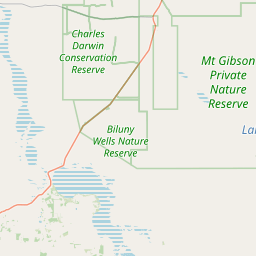 Charles
Darwin
Conservation
Reserve
Mt Gibson
Private
Nature
Reserve
Biluny
Wells Nature
Reserve